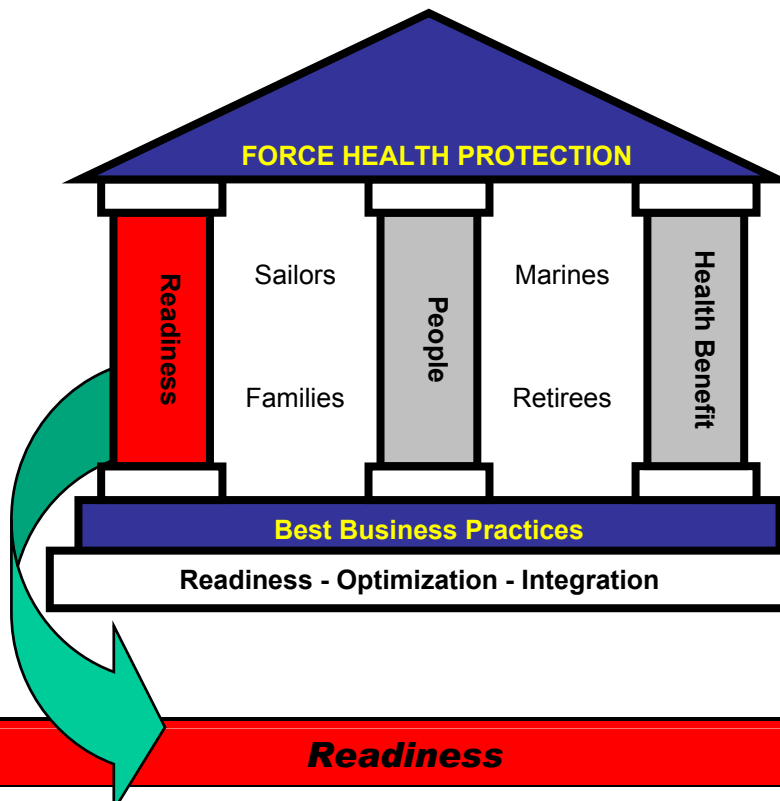 FORCE HEALTH PROTECTION
Readiness
Sailors
Families
People
Marines
Retirees
Health Benefit
Best Business Practices
Readiness - Optimization - Integration
Readiness